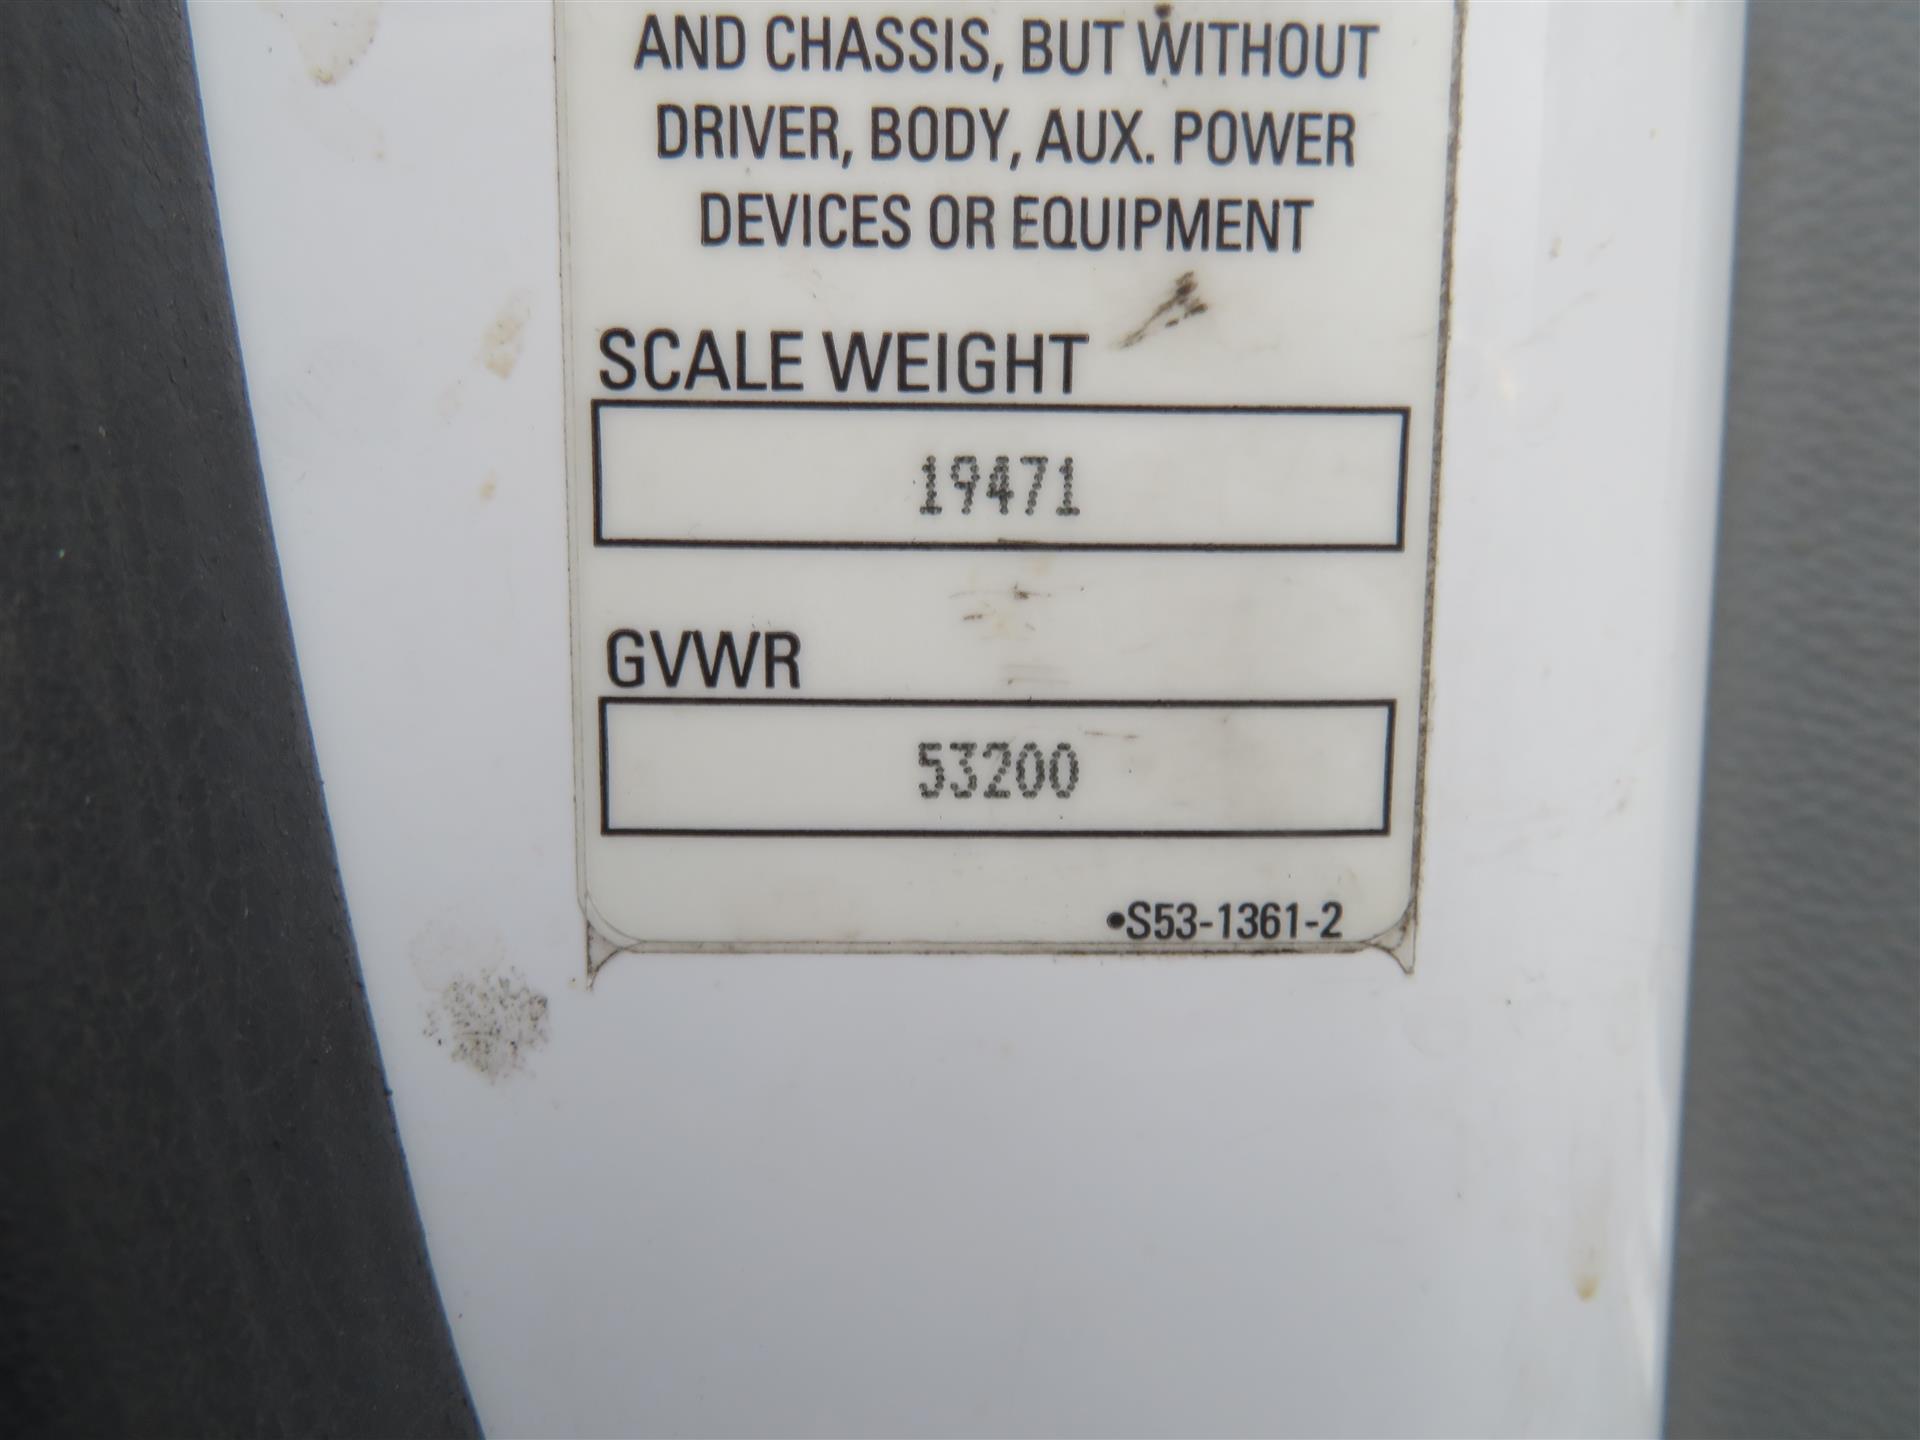 AND CHASSIS, BUT WITHOUT
DRIVER, BODY, AUX. POWER
DEVICES OR EQUIPMENT
SCALE WEIGHT
19471
GVWR
53200
•S53-1361-2